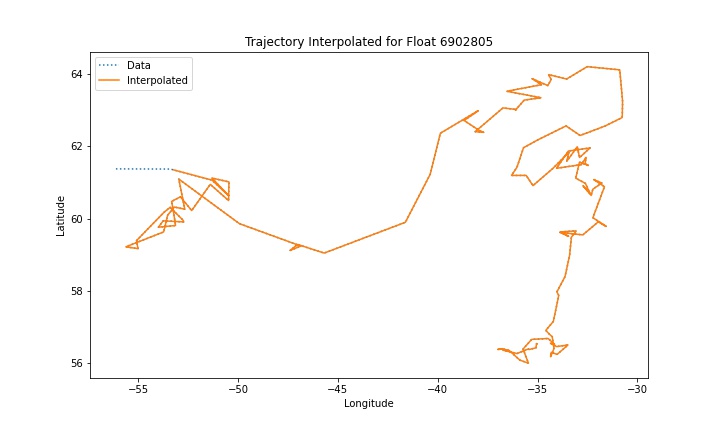 Trajectory Interpolated for Float 6902805
Data
Interpolated
64
62
60
58
56
Latitude
−55
−50
−45
−40
−35
−30
Longitude